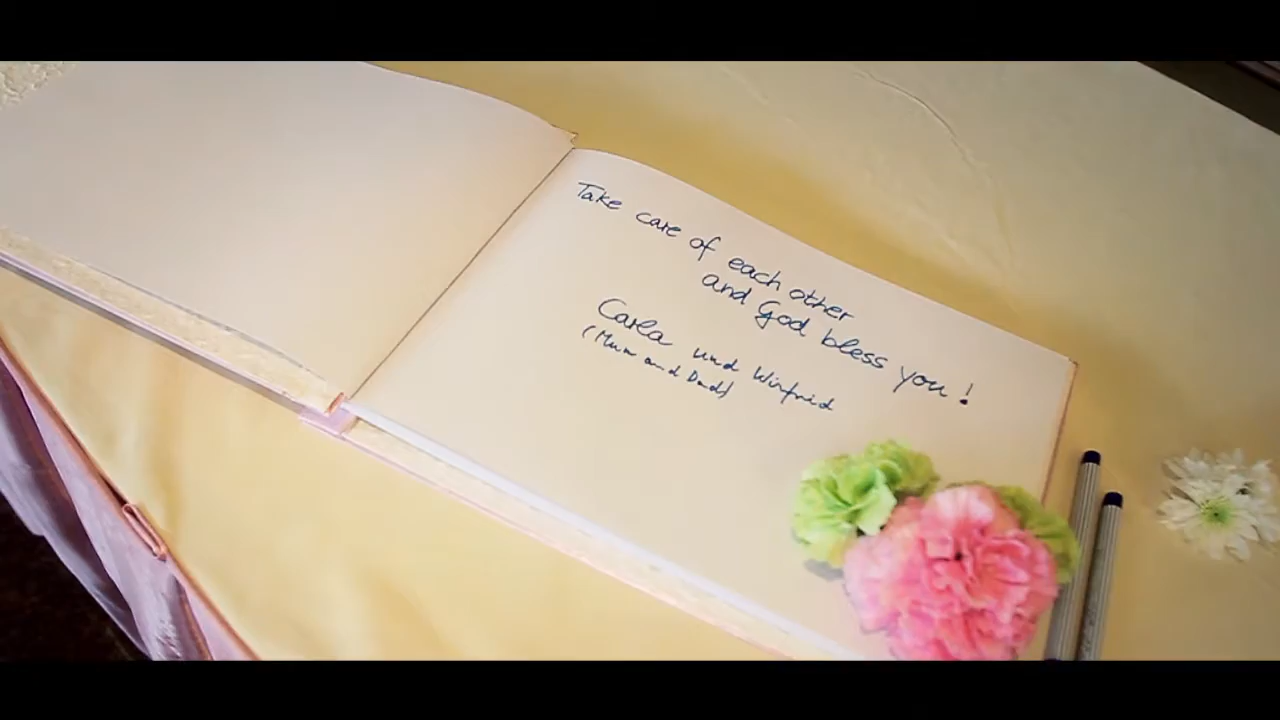 Take care of each other
and God bless you!
Carla und Winfried
(Mum and Dad)